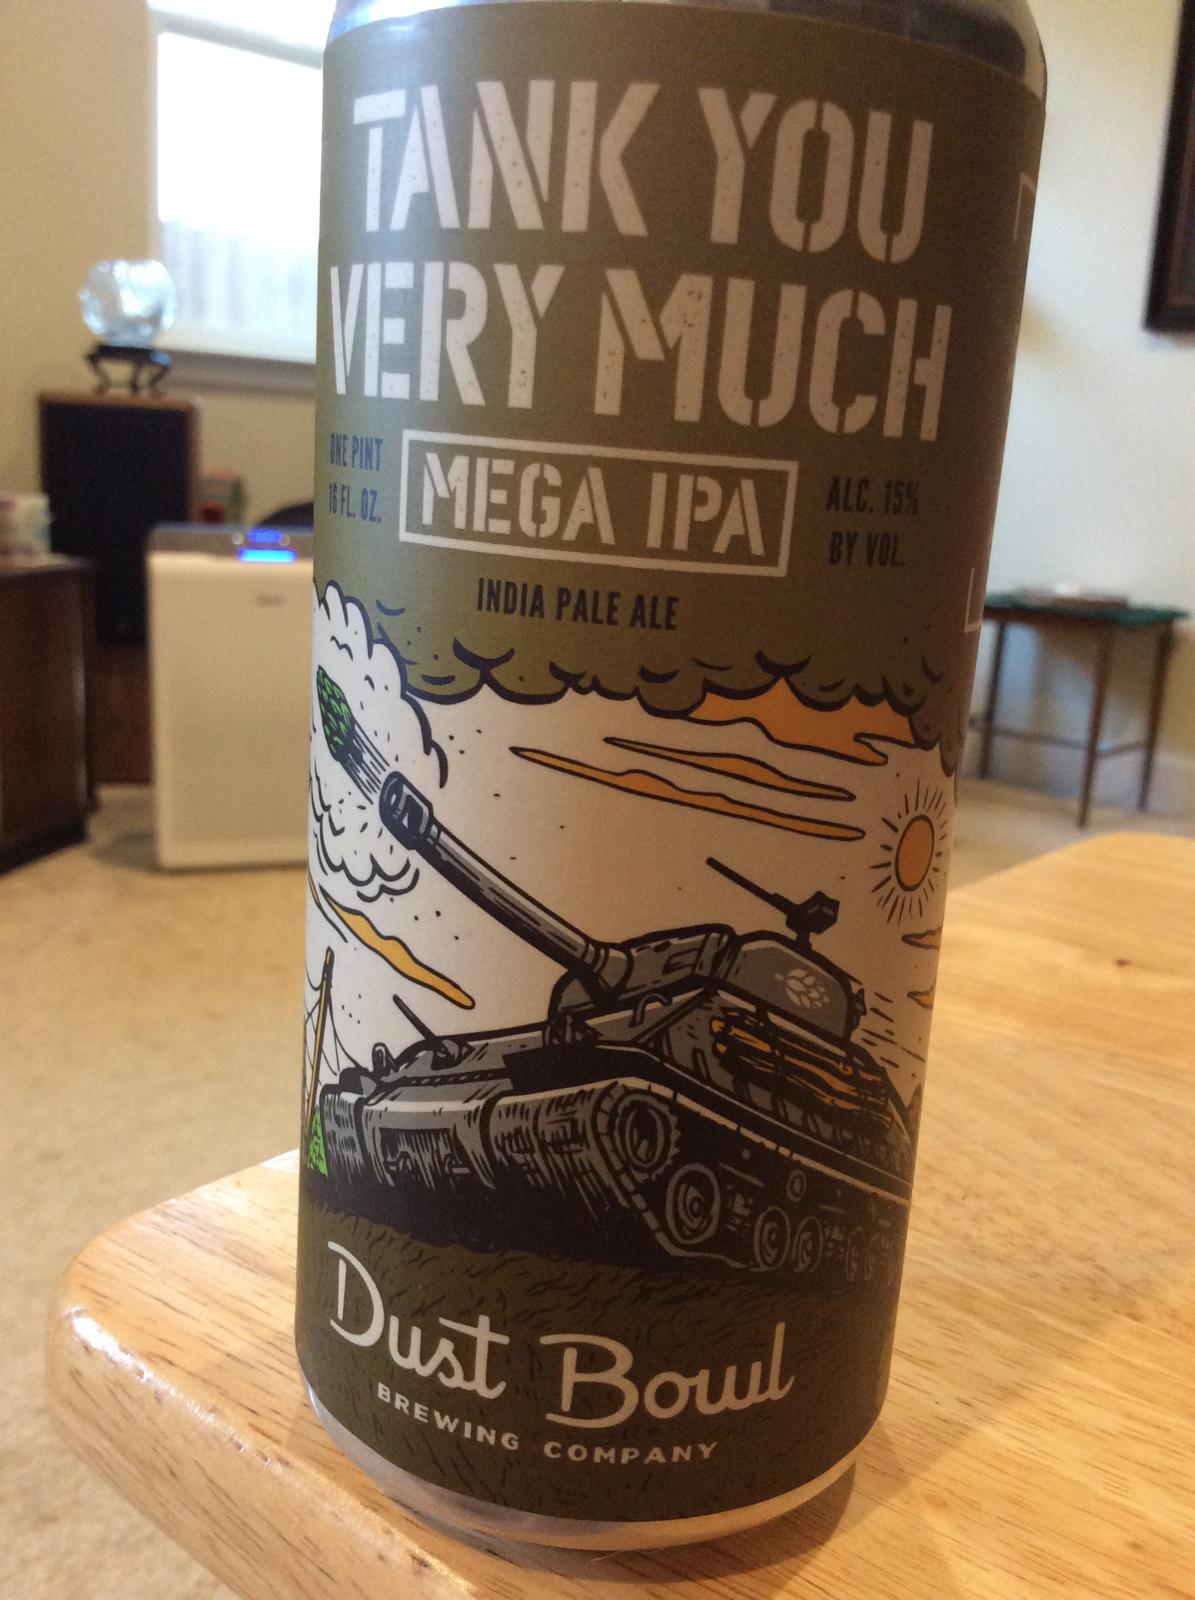 TANK YOU
VERY MUCH
ONE PINT
16 FL. OZ.
MEGA IPA
ALC. 15%
BY VOL.
INDIA PALE ALE
Dust Bowl
BREWING COMPANY